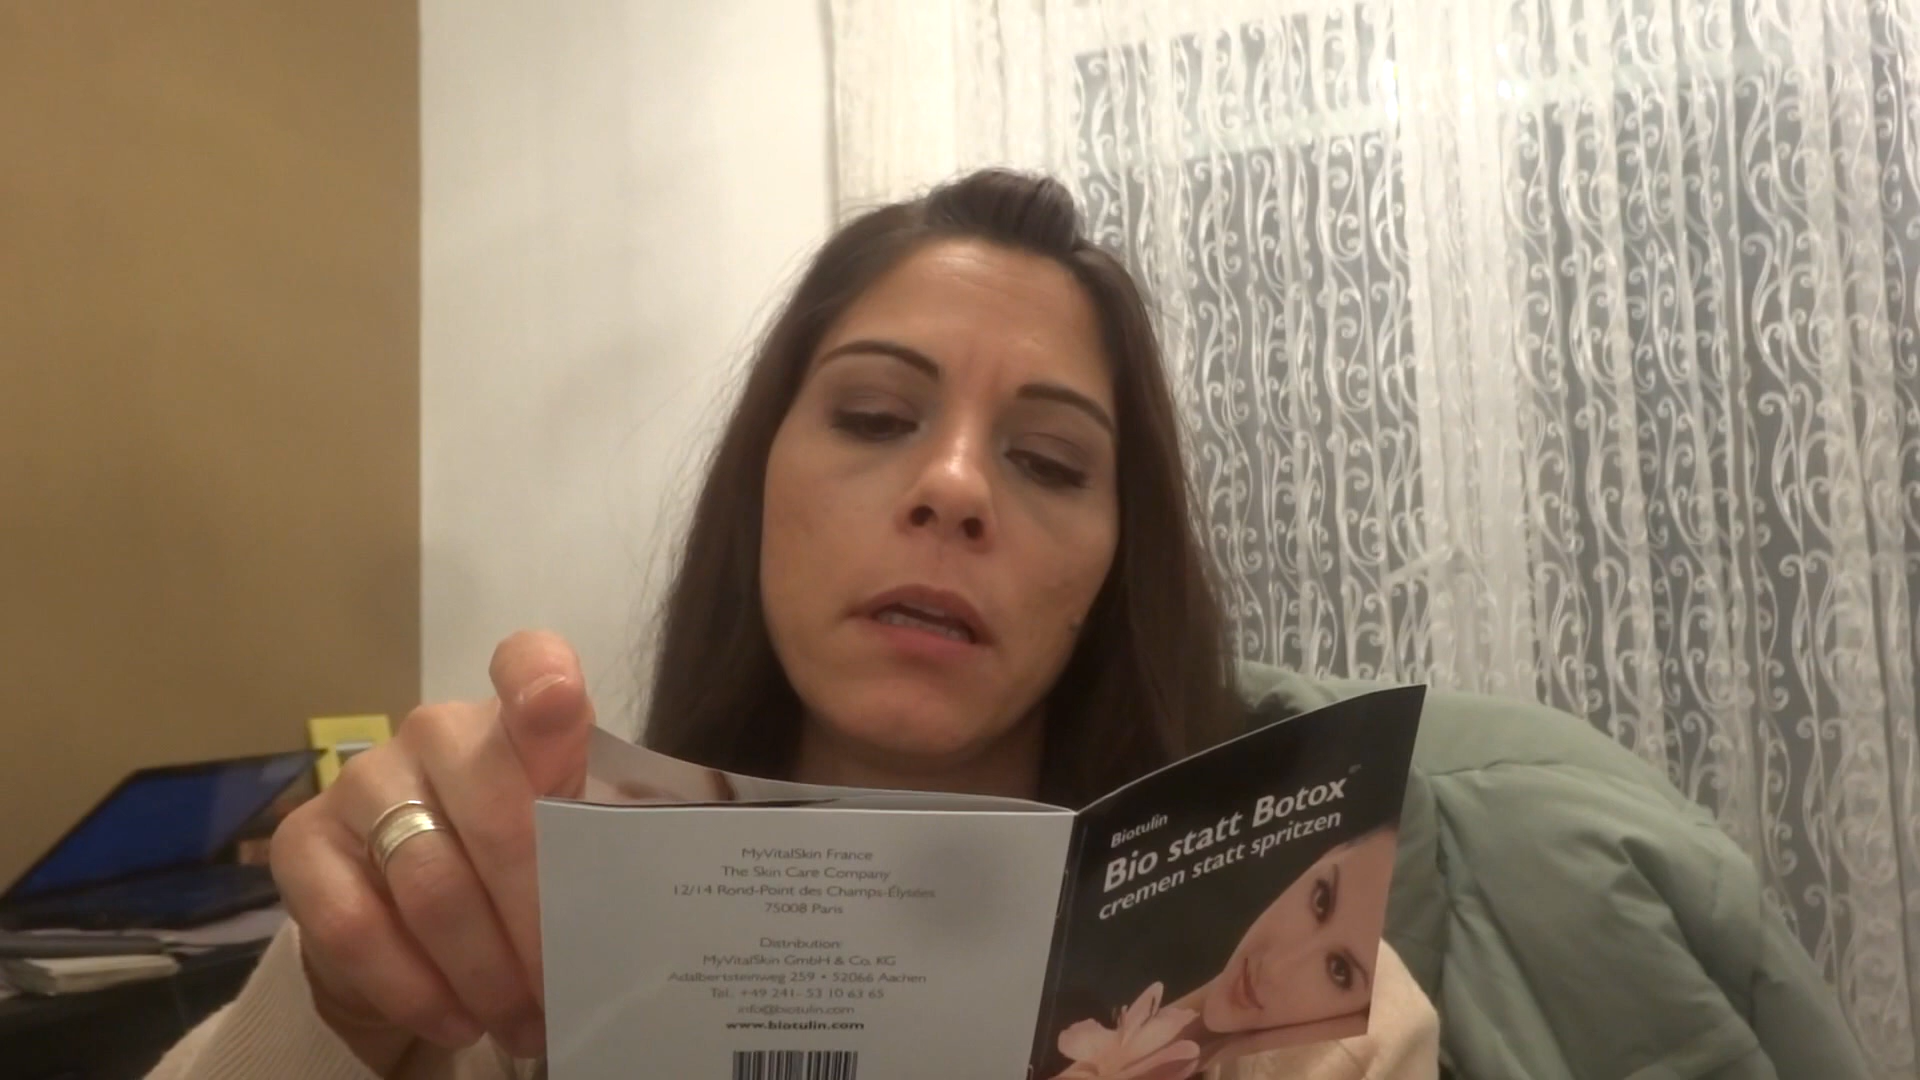 MyVitalSkin France
The Skin Care Company
12/14 Rond-Point des Champs-Élysées
75008 Paris
Distribution:
MyVitalSkin GmbH & Co. KG
Adalbertsteinweg 259 • 52066 Aachen
Tel.: +49 241- 53 10 63 65
info@biotulin.com
www.biotulin.com
Biotulin
Bio statt Botox
cremen statt spritzen